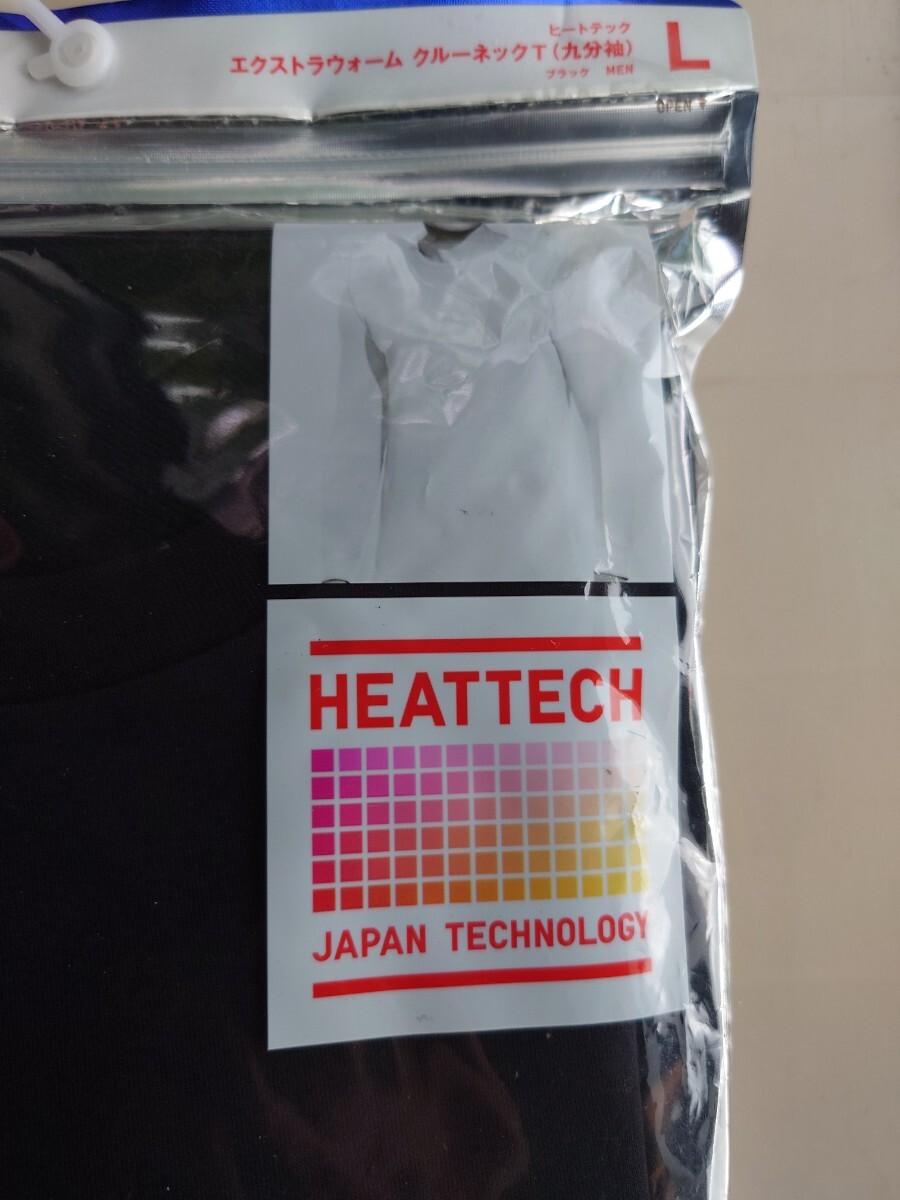 ヒートテック
エクストラウォーム クルーネックT(九分袖)
ブラック MEN
L
OPEN
HEATTECH
JAPAN TECHNOLOGY